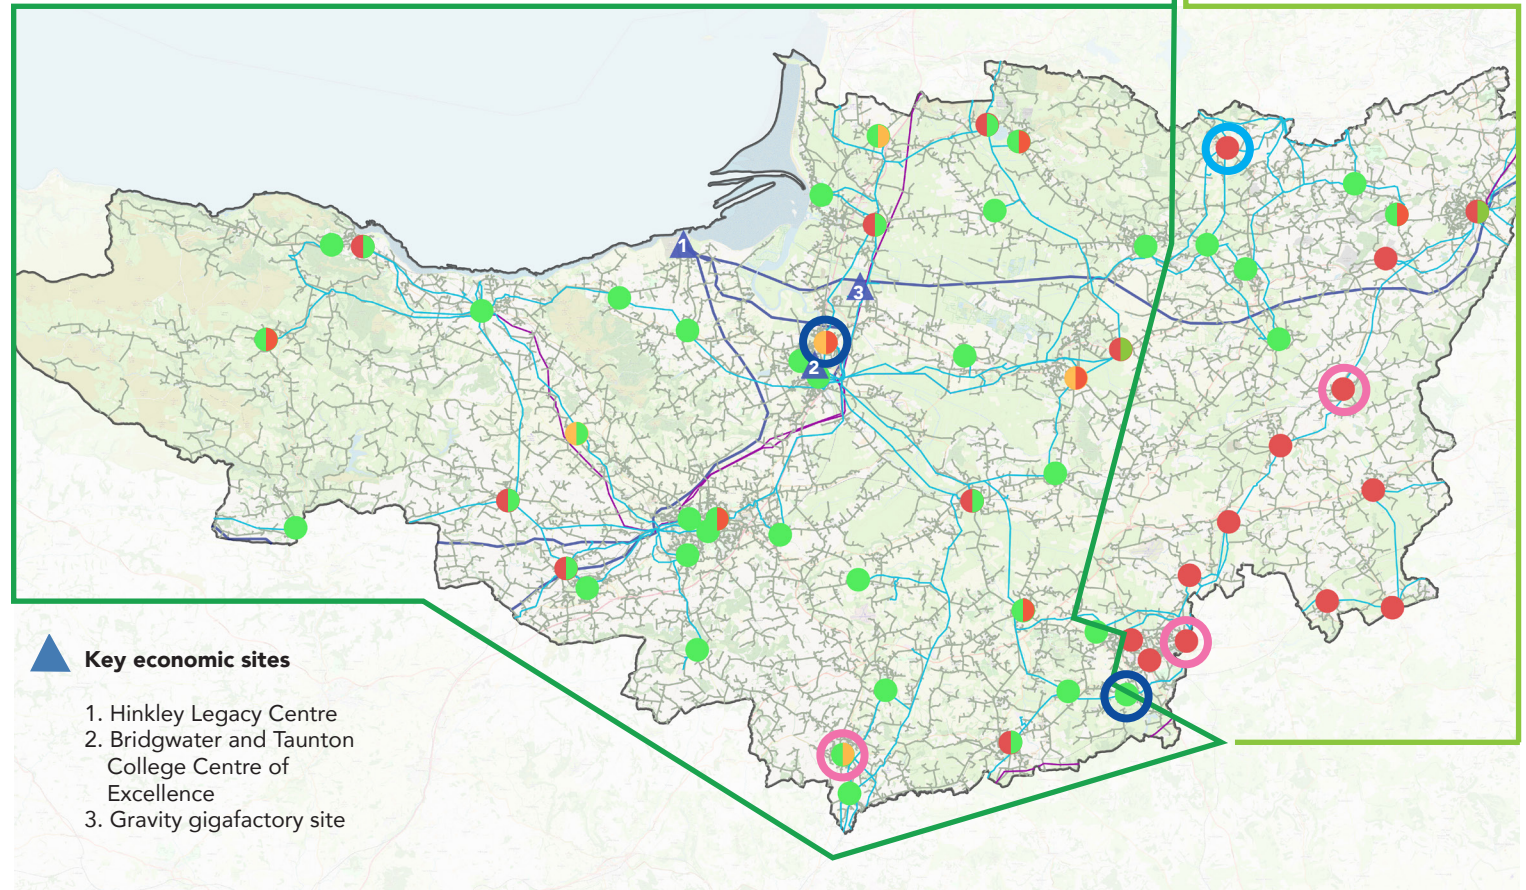 1
3
2
Key economic sites
1. Hinkley Legacy Centre
2. Bridgwater and Taunton
College Centre of
Excellence
3. Gravity gigafactory site